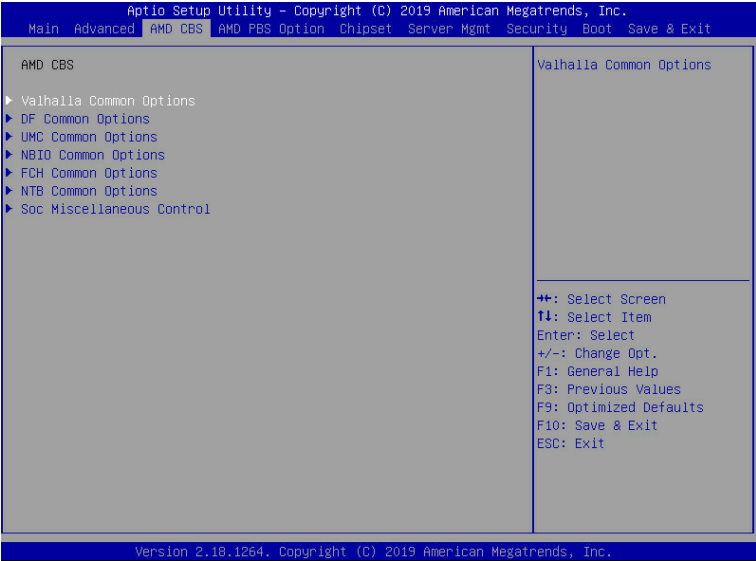 Aptio Setup Utility – Copyright (C) 2019 American Megatrends, Inc.
Main Advanced AMD CBS AMD PBS Option Chipset Server Mgmt Security Boot Save & Exit
AMD CBS
Valhalla Common Options
DF Common Options
UMC Common Options
NBIO Common Options
FCH Common Options
NTB Common Options
Soc Miscellaneous Control
Valhalla Common Options
→←: Select Screen
↑↓: Select Item
Enter: Select
+/-: Change Opt.
F1: General Help
F3: Previous Values
F9: Optimized Defaults
F10: Save & Exit
ESC: Exit
Version 2.18.1264. Copyright (C) 2019 American Megatrends, Inc.